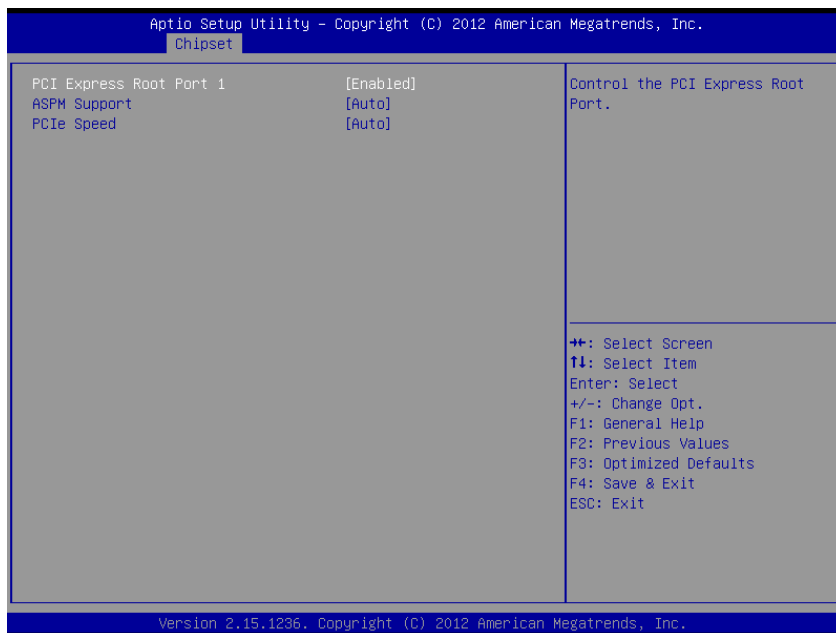 Aptio Setup Utility – Copyright (C) 2012 American Megatrends, Inc.
Chipset
PCI Express Root Port 1 [Enabled]
ASPM Support [Auto]
PCIe Speed [Auto]
Control the PCI Express Root
Port.
→←: Select Screen
↑↓: Select Item
Enter: Select
+/-: Change Opt.
F1: General Help
F2: Previous Values
F3: Optimized Defaults
F4: Save & Exit
ESC: Exit
Version 2.15.1236. Copyright (C) 2012 American Megatrends, Inc.